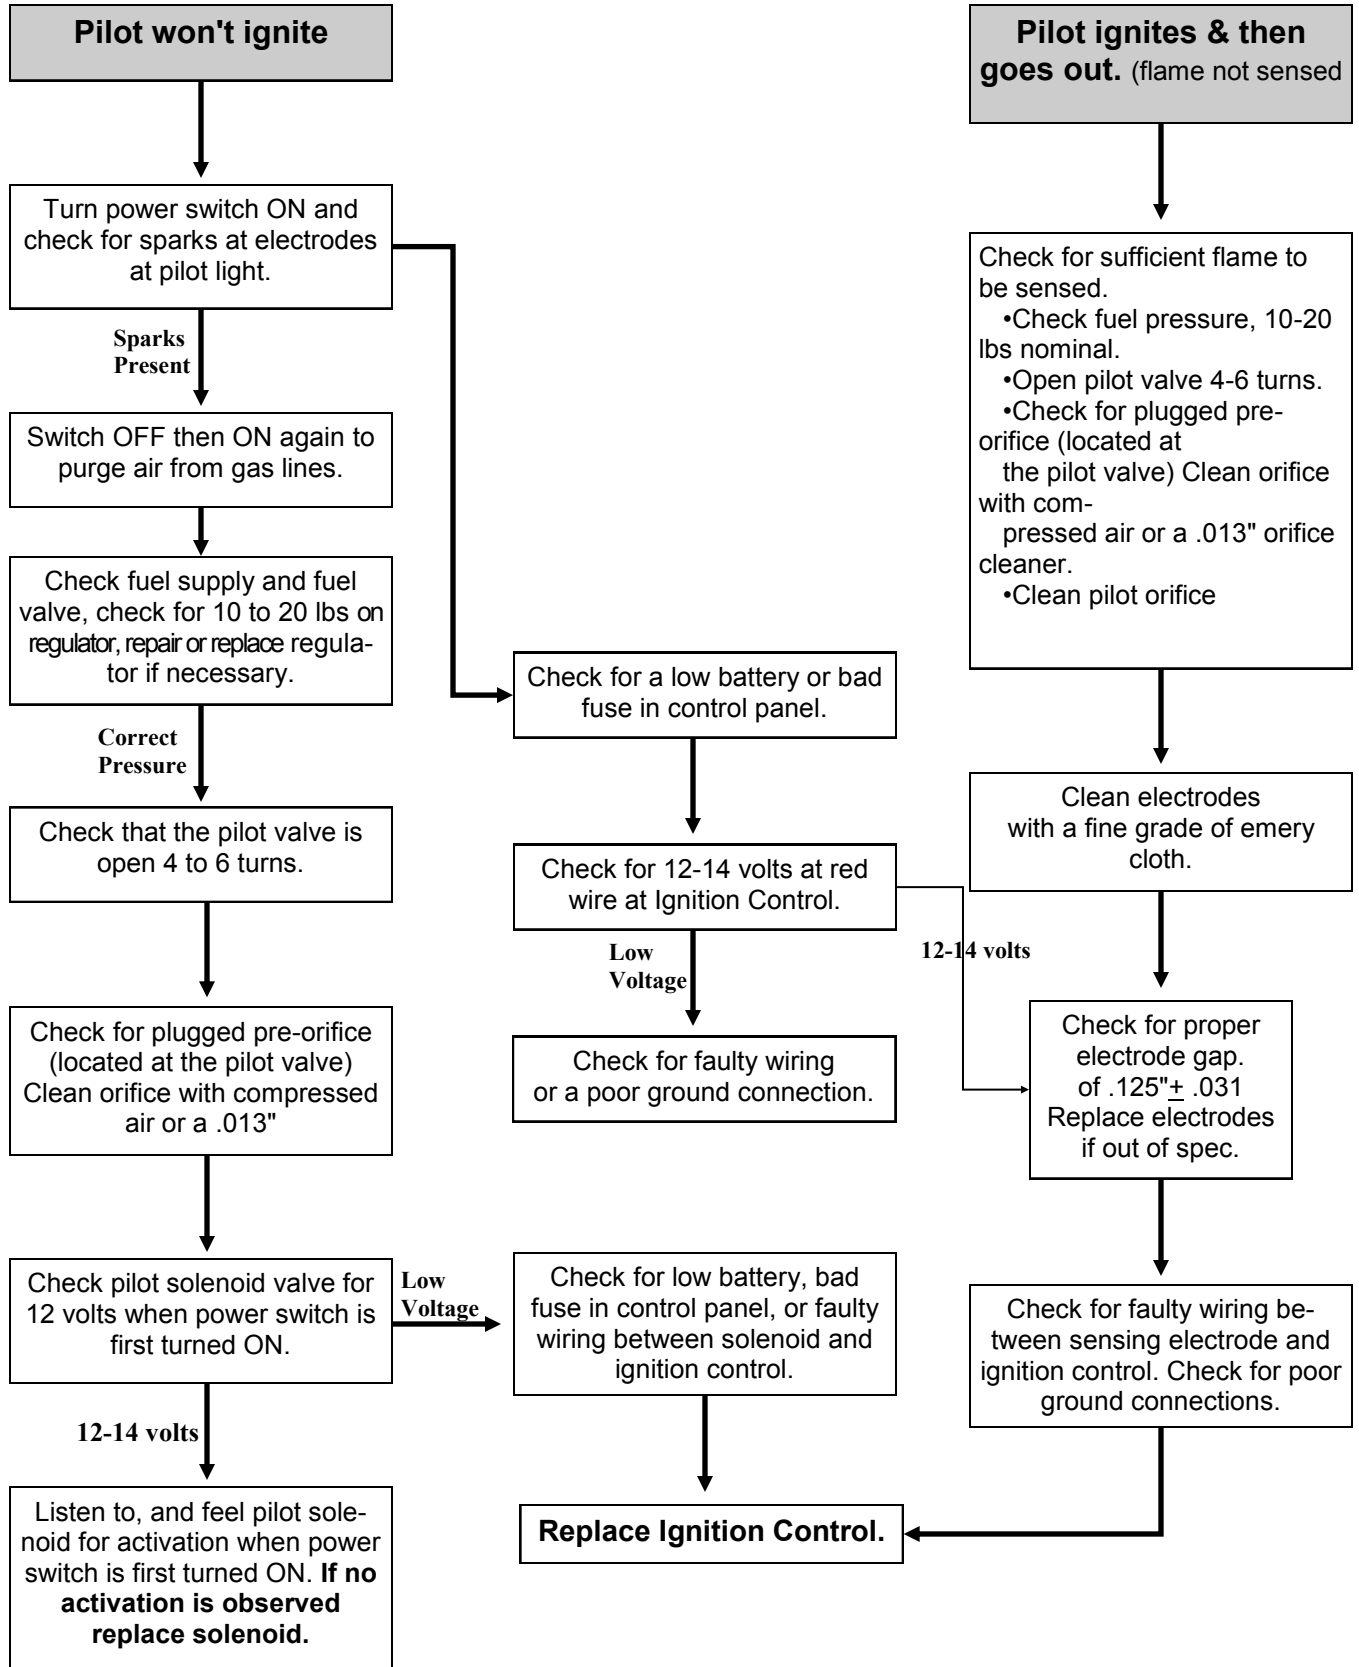 Pilot won't ignite
Turn power switch ON and
check for sparks at electrodes
at pilot light.
Sparks
Present
Switch OFF then ON again to
purge air from gas lines.
Check fuel supply and fuel
valve, check for 10 to 20 lbs on
regulator, repair or replace regula-
tor if necessary.
Correct
Pressure
Check that the pilot valve is
open 4 to 6 turns.
Check for plugged pre-orifice
(located at the pilot valve)
Clean orifice with compressed
air or a .013"
Check pilot solenoid valve for
12 volts when power switch is
first turned ON.
12-14 volts
Listen to, and feel pilot sole-
noid for activation when power
switch is first turned ON. If no
activation is observed
replace solenoid.
Check for a low battery or bad
fuse in control panel.
Check for 12-14 volts at red
wire at Ignition Control.
Low
Voltage
12-14 volts
Check for faulty wiring
or a poor ground connection.
Low
Voltage
Check for low battery, bad
fuse in control panel, or faulty
wiring between solenoid and
ignition control.
Replace Ignition Control.
Pilot ignites & then
goes out. (flame not sensed
Check for sufficient flame to
be sensed.
•Check fuel pressure, 10-20
lbs nominal.
•Open pilot valve 4-6 turns.
•Check for plugged pre-
orifice (located at
the pilot valve) Clean orifice
with com-
pressed air or a .013" orifice
cleaner.
•Clean pilot orifice
Clean electrodes
with a fine grade of emery
cloth.
Check for proper
electrode gap.
of .125"± .031
Replace electrodes
if out of spec.
Check for faulty wiring be-
tween sensing electrode and
ignition control. Check for poor
ground connections.